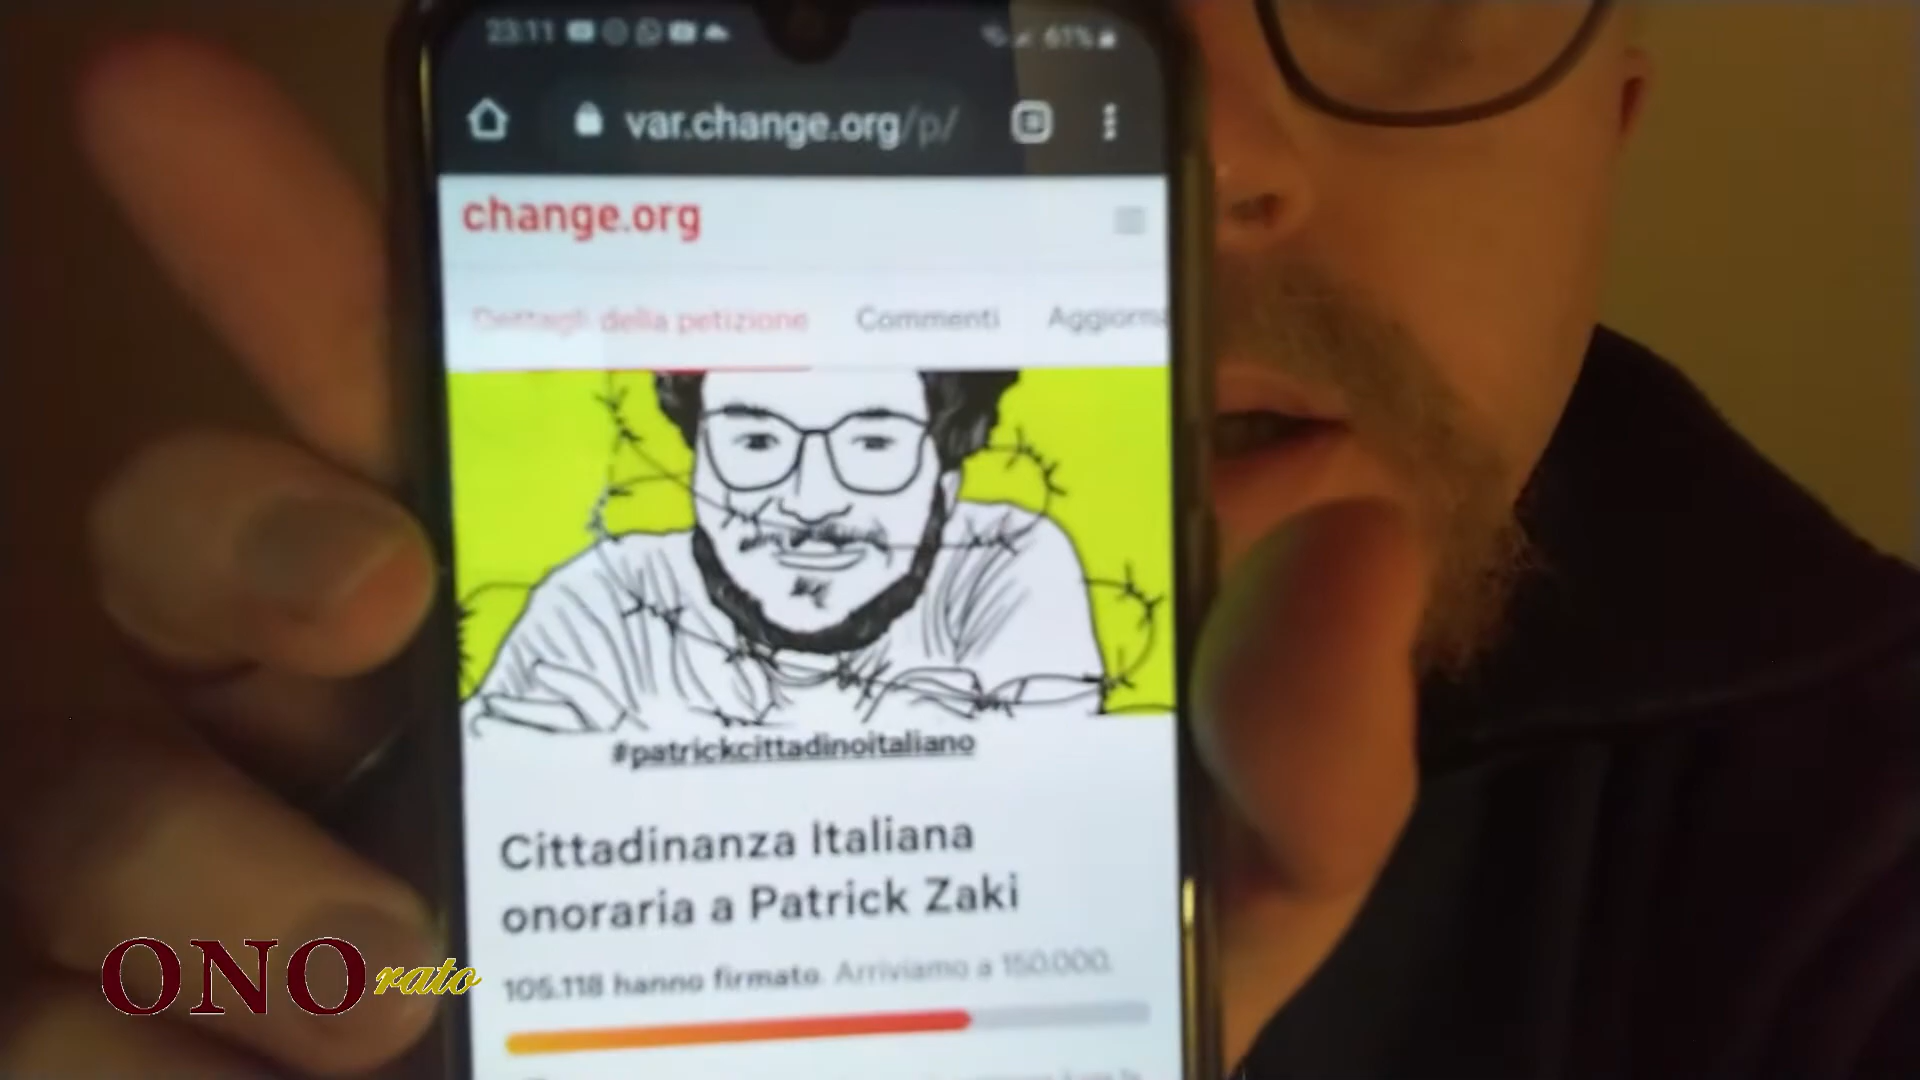 23:11
61%
var.change.org/p/
change.org
Dettagli della petizione Commenti Aggiorna
#patrickcittadinoitaliano
Cittadinanza Italiana
onoraria a Patrick Zaki
105.118 hanno firmato. Arriviamo a 150.000.
ONOrato